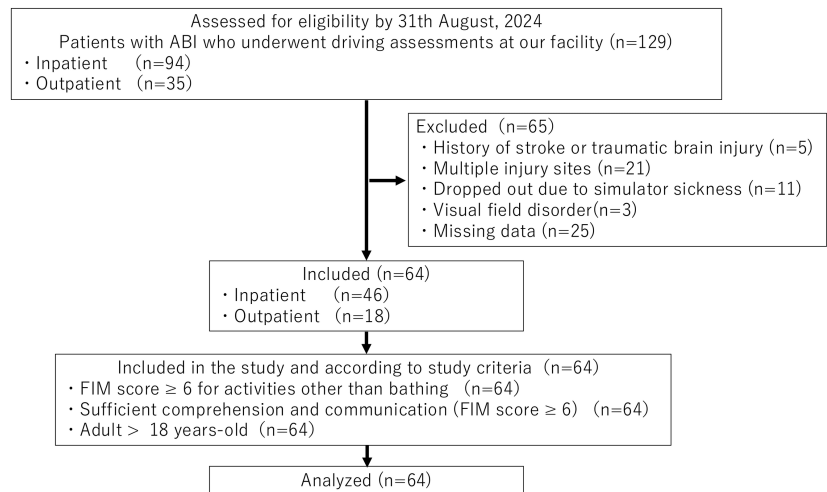 Assessed for eligibility by 31th August, 2024
Patients with ABI who underwent driving assessments at our facility (n=129)
・Inpatient (n=94)
・Outpatient (n=35)
Excluded (n=65)
・History of stroke or traumatic brain injury (n=5)
・Multiple injury sites (n=21)
・Dropped out due to simulator sickness (n=11)
・Visual field disorder(n=3)
・Missing data (n=25)
Included (n=64)
・Inpatient (n=46)
・Outpatient (n=18)
Included in the study and according to study criteria (n=64)
・FIM score ≥ 6 for activities other than bathing (n=64)
・Sufficient comprehension and communication (FIM score ≥ 6) (n=64)
・Adult > 18 years-old (n=64)
Analyzed (n=64)